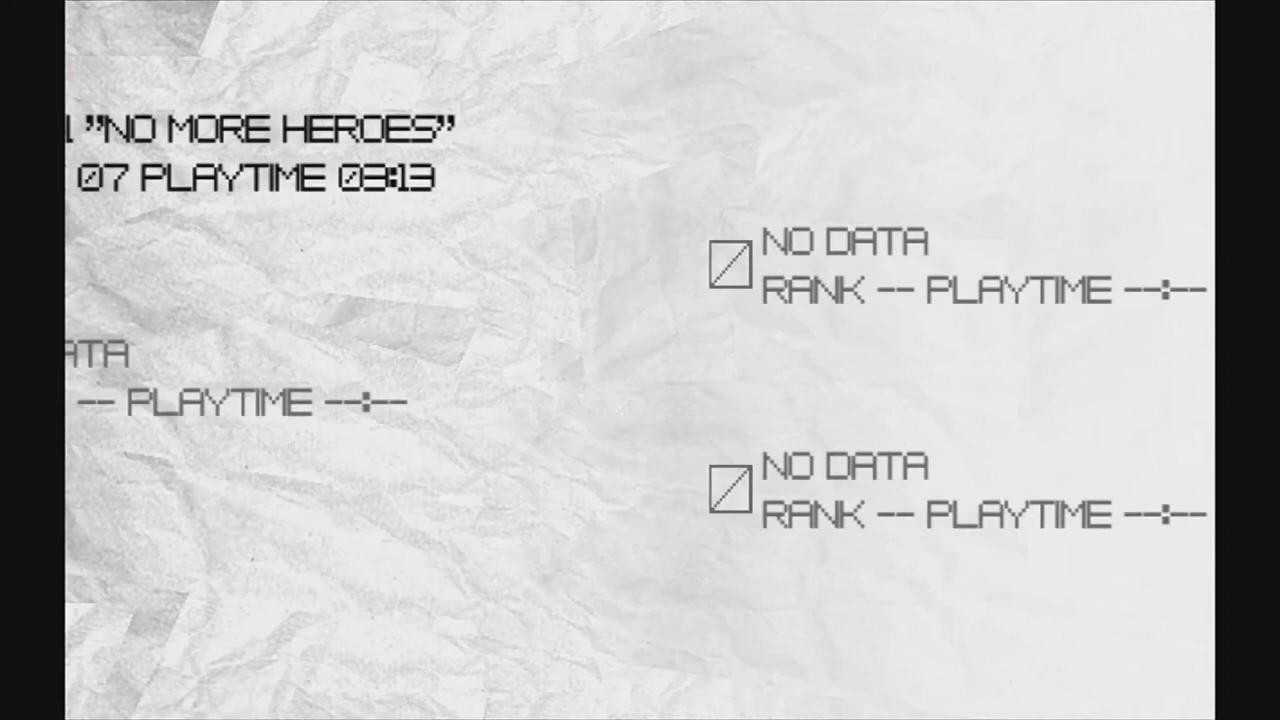 ”NO MORE HEROES”
07 PLAYTIME 03:13
NO DATA
RANK -- PLAYTIME --:--
ATA
-- PLAYTIME --:--
NO DATA
RANK -- PLAYTIME --:--